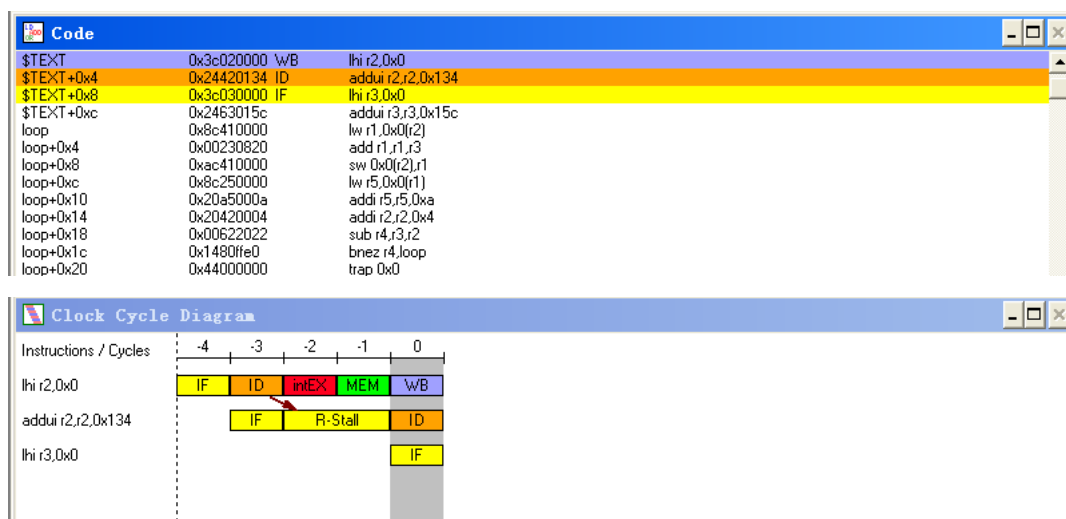 Code
$TEXT 0x3c020000 WB lhi r2,0x0
$TEXT+0x4 0x24420134 ID addui r2,r2,0x134
$TEXT+0x8 0x3c030000 IF lhi r3,0x0
$TEXT+0xc 0x2463015c addui r3,r3,0x15c
loop 0x8c410000 lw r1,0x0(r2)
loop+0x4 0x00230820 add r1,r1,r3
loop+0x8 0xac410000 sw 0x0(r2),r1
loop+0xc 0x8c250000 lw r5,0x0(r1)
loop+0x10 0x20a5000a addi r5,r5,0xa
loop+0x14 0x20420004 addi r2,r2,0x4
loop+0x18 0x00622022 sub r4,r3,r2
loop+0x1c 0x1480ffe0 bnez r4,loop
loop+0x20 0x44000000 trap 0x0
Clock Cycle Diagram
Instructions / Cycles -4 -3 -2 -1 0
lhi r2,0x0 IF ID intEX MEM WB
addui r2,r2,0x134 IF R-Stall ID
lhi r3,0x0 IF